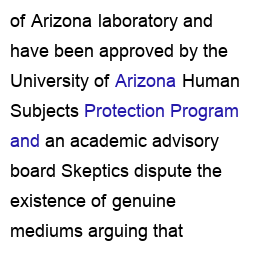 of Arizona laboratory and
have been approved by the
University of Arizona Human
Subjects Protection Program
and an academic advisory
board Skeptics dispute the
existence of genuine
mediums arguing that